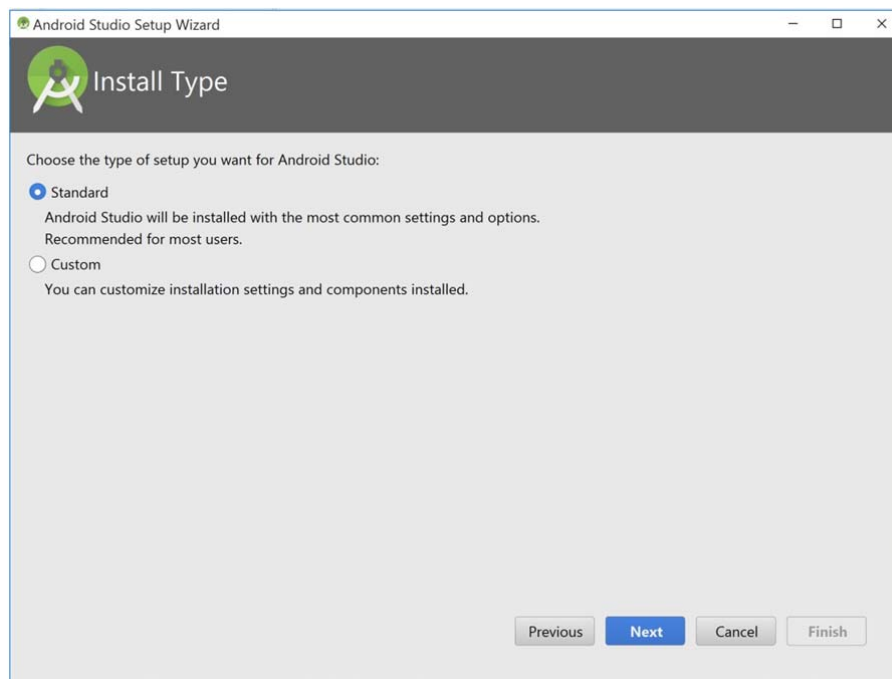 Android Studio Setup Wizard
Install Type
Choose the type of setup you want for Android Studio:
Standard
Android Studio will be installed with the most common settings and options.
Recommended for most users.
Custom
You can customize installation settings and components installed.
Previous Next Cancel Finish